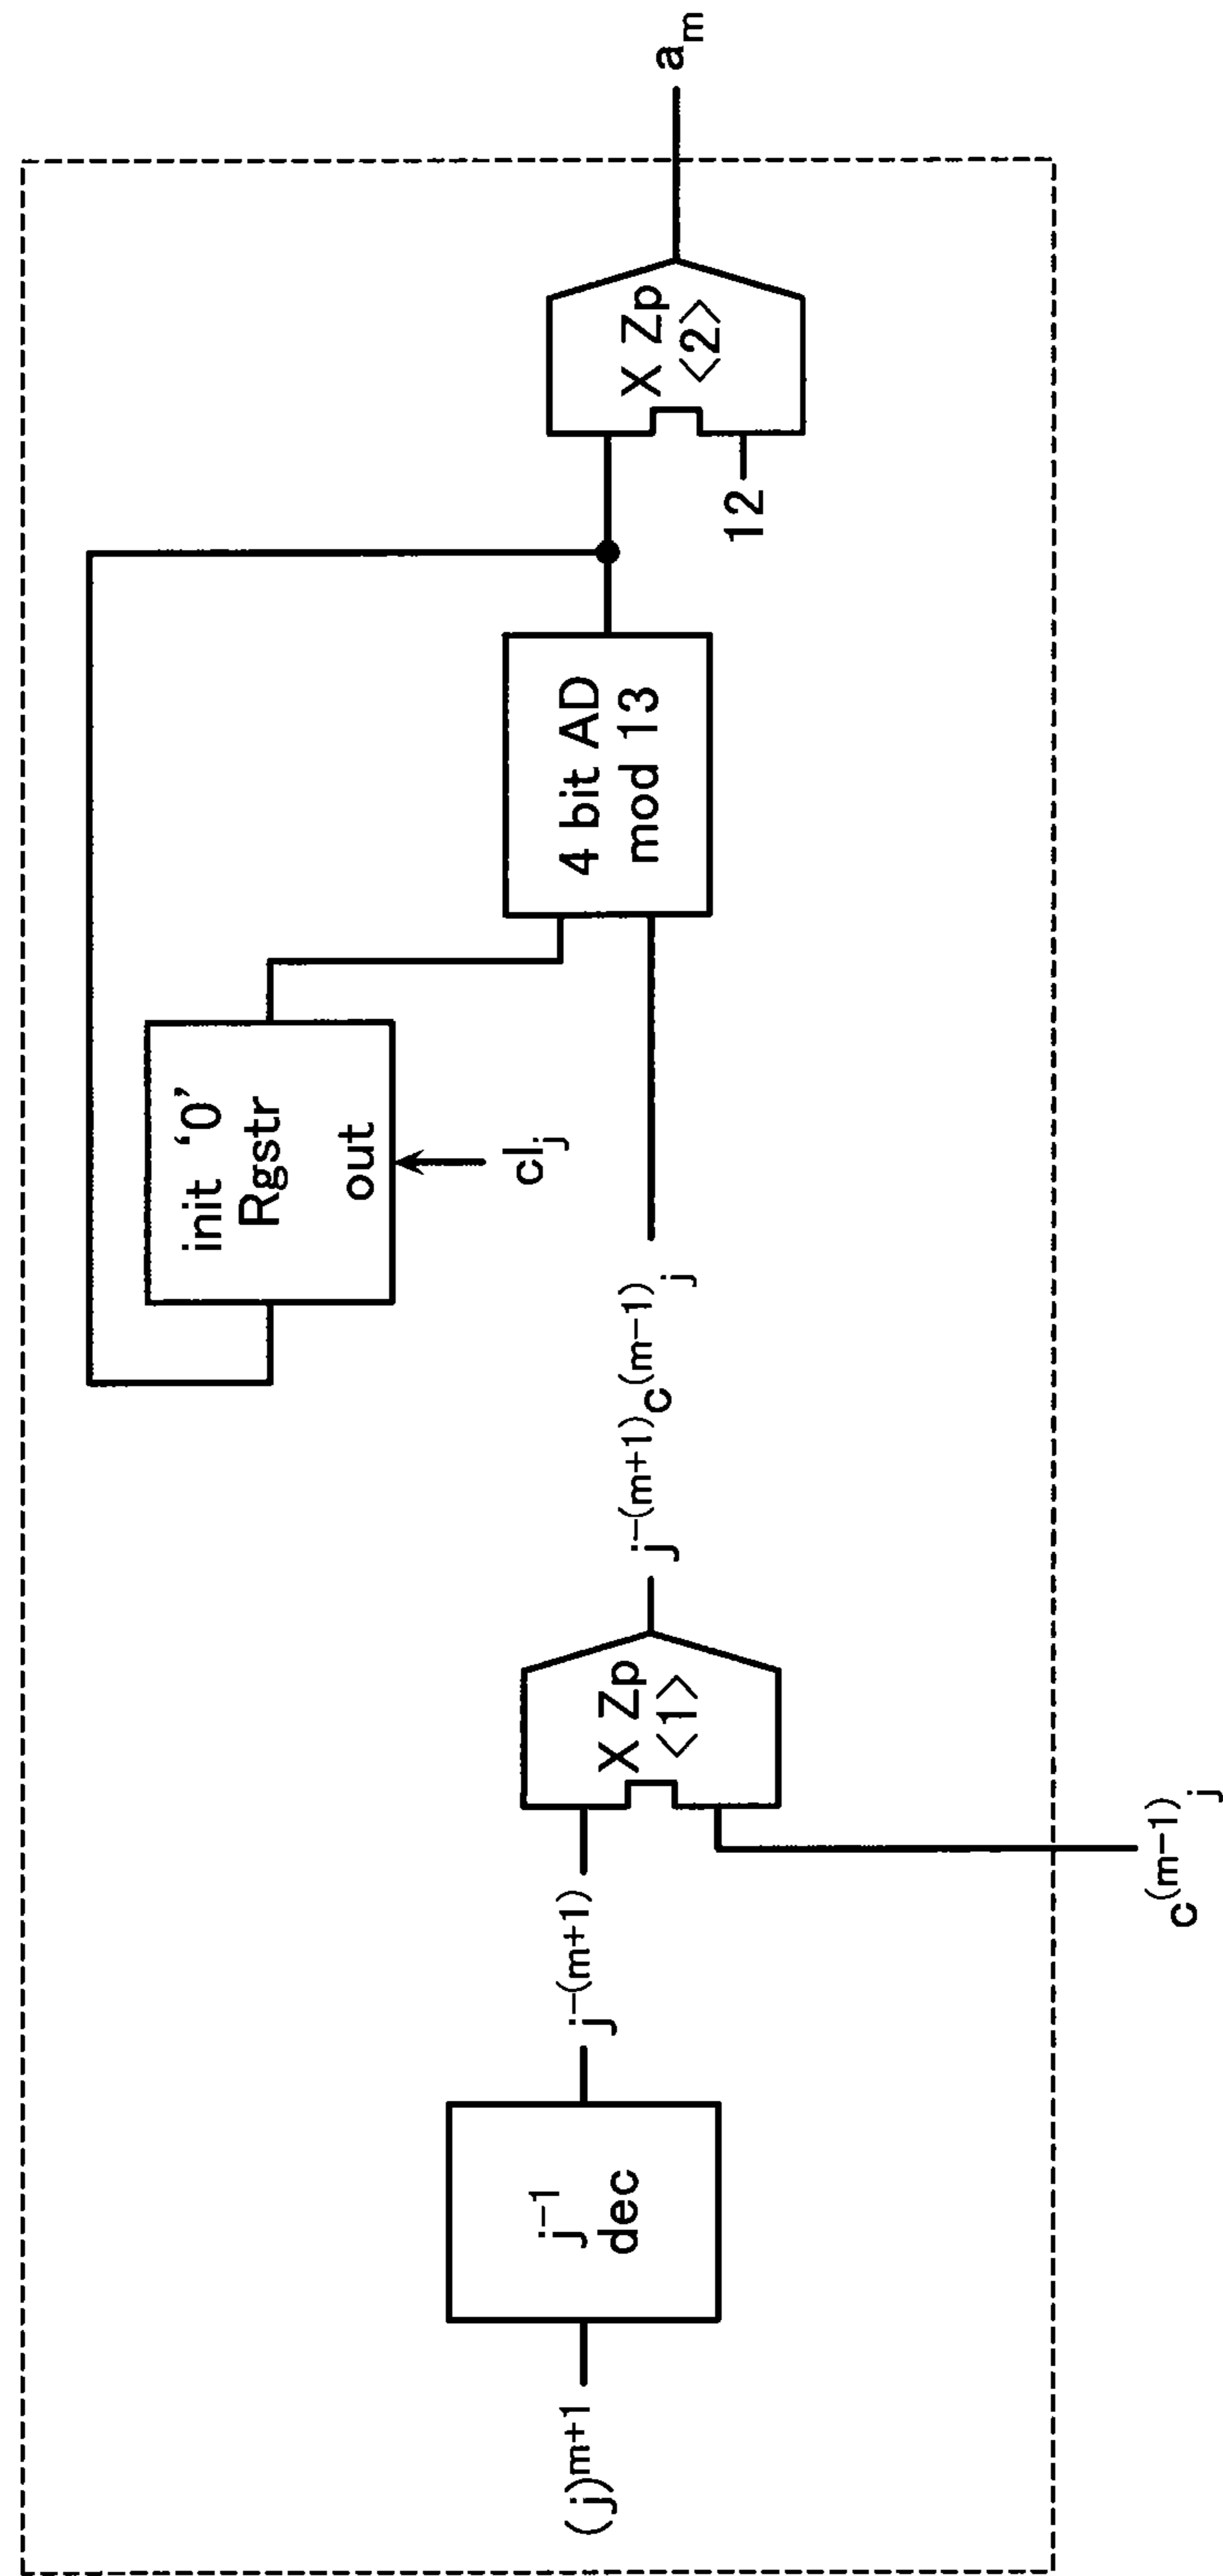 (j)^{m+1}
j^{-1}
dec
j^{-(m+1)}
c^{(m-1)}_j
X Zp
<1>
j^{-(m+1)}c^{(m-1)}_j
init ‘0’
Rgstr
out
cl_j
4 bit AD
mod 13
12
X Zp
<2>
a_m